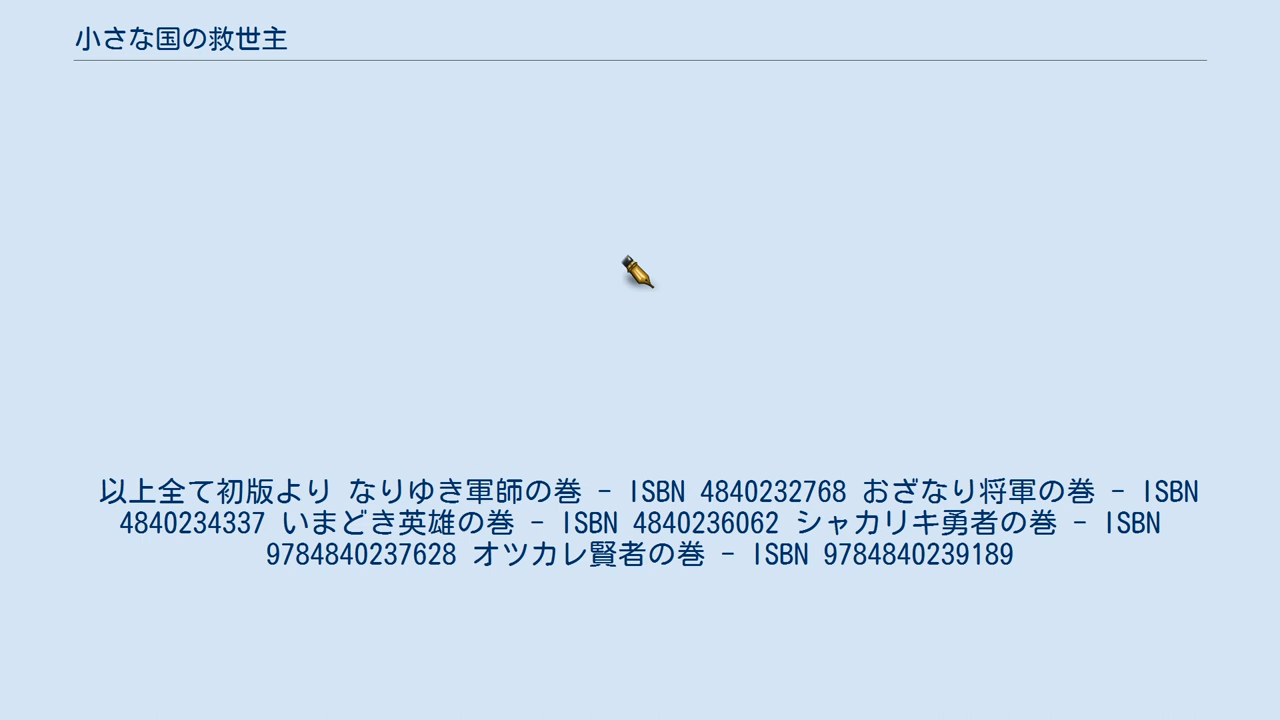 小さな国の救世主
以上全て初版より なりゆき軍師の巻 - ISBN 4840232768 おざなり将軍の巻 - ISBN
4840234337 いまどき英雄の巻 - ISBN 4840236062 シャカリキ勇者の巻 - ISBN
9784840237628 オツカレ賢者の巻 - ISBN 9784840239189